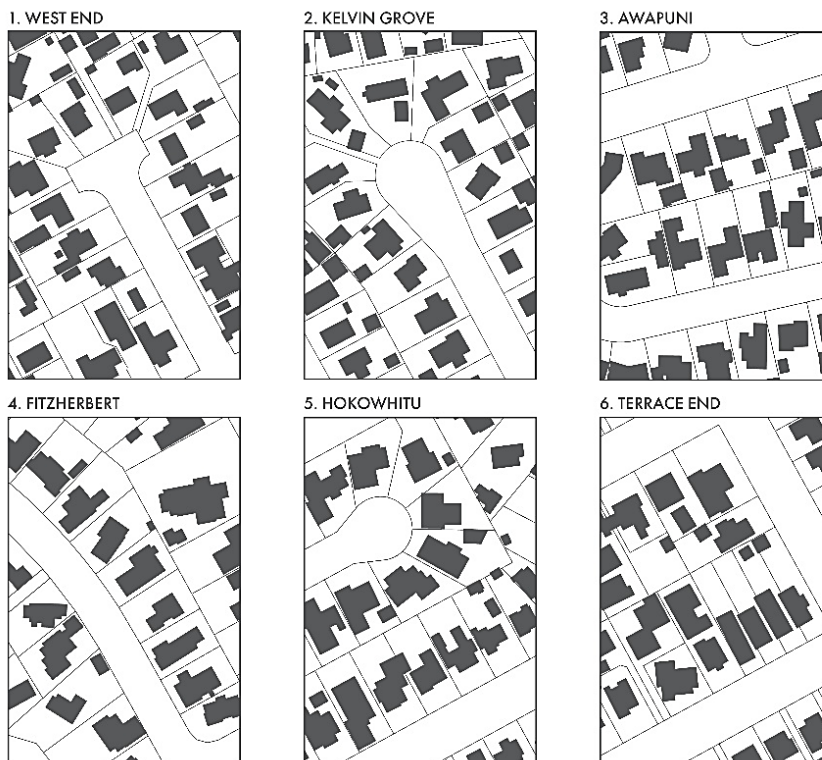 1. WEST END
2. KELVIN GROVE
3. AWAPUNI
4. FITZHERBERT
5. HOKOWHITU
6. TERRACE END